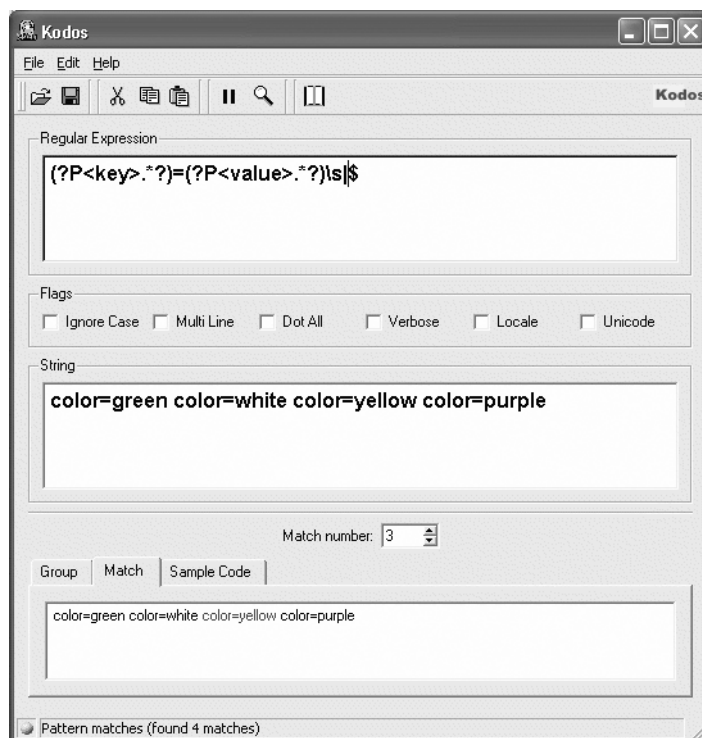 Kodos
File Edit Help
Kodos
Regular Expression
(?P<key>.*?)=(?P<value>.*?)\s|$
Flags
Ignore Case Multi Line Dot All Verbose Locale Unicode
String
color=green color=white color=yellow color=purple
Match number: 3
Group Match Sample Code
color=green color=white color=yellow color=purple
Pattern matches (found 4 matches)